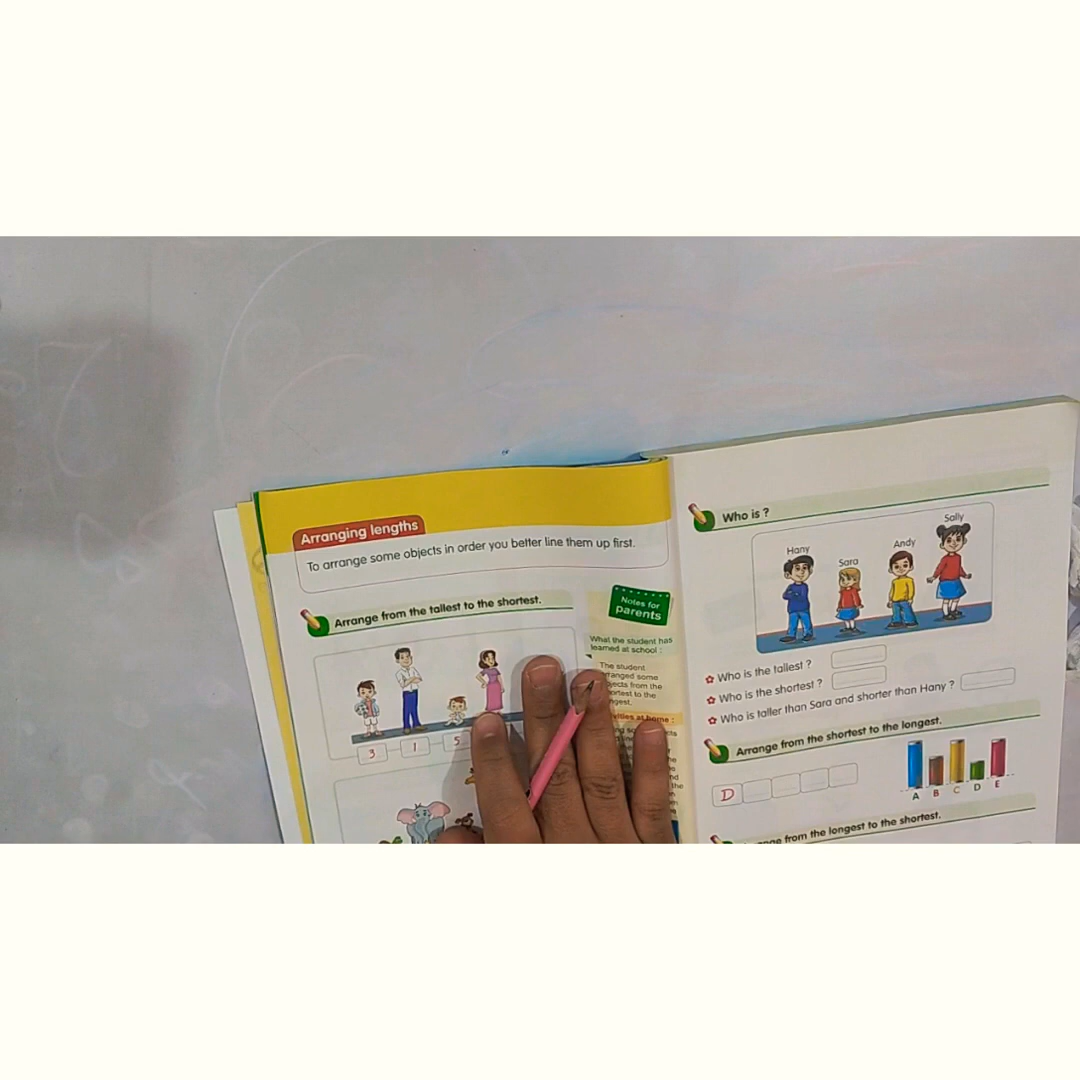 Arranging lengths
To arrange some objects in order you better line them up first.
Arrange from the tallest to the shortest.
3 1 5
Notes for
parents
What the student has
learned at school :
The student
some
from the
to the
at home :
Who is ?
Hany
Sara
Andy
Sally
Who is the tallest ?
Who is the shortest ?
Who is taller than Sara and shorter than Hany ?
Arrange from the shortest to the longest.
D
A B C D E
from the longest to the shortest.